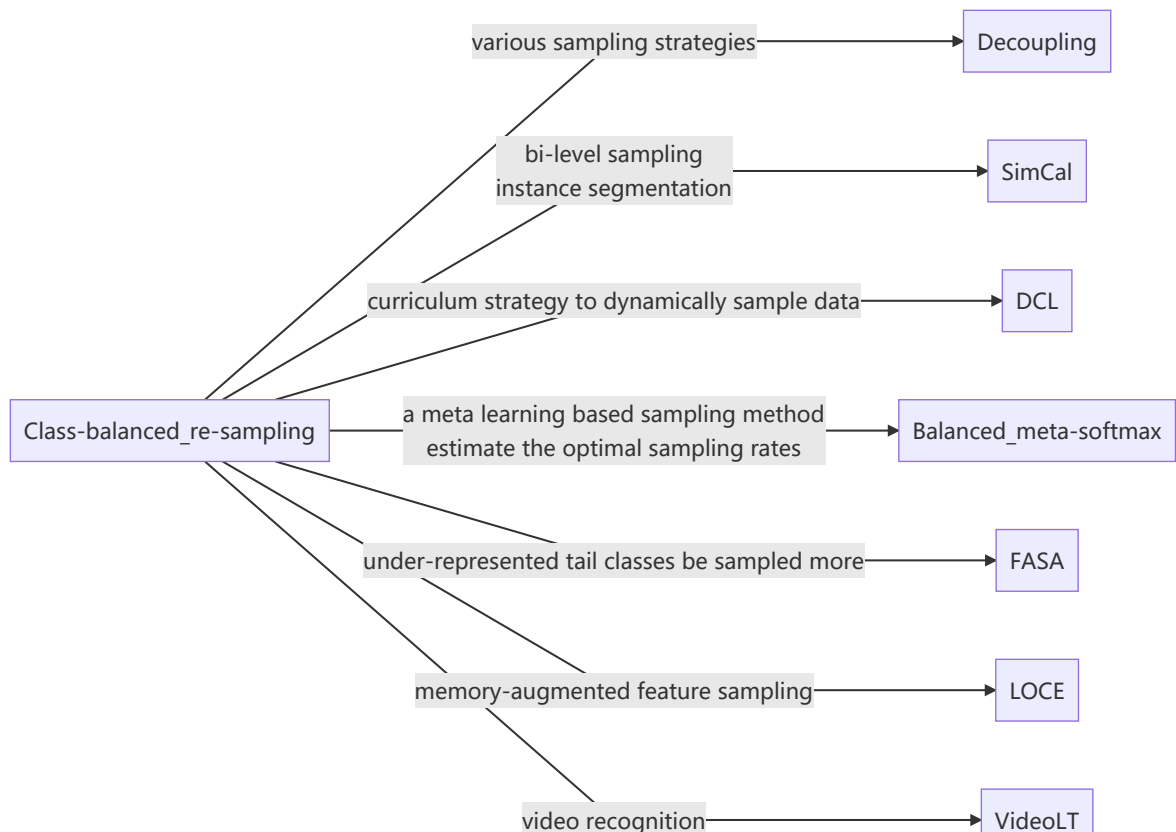 various sampling strategies
Decoupling
bi-level sampling
instance segmentation
SimCal
curriculum strategy to dynamically sample data
DCL
Class-balanced_re-sampling
a meta learning based sampling method
estimate the optimal sampling rates
Balanced_meta-softmax
under-represented tail classes be sampled more
FASA
memory-augmented feature sampling
LOCE
video recognition
VideoLT